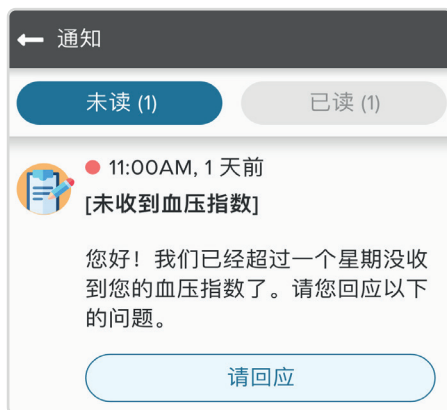 通知
未读 (1)
已读 (1)
11:00AM, 1 天前
[未收到血压指数]
您好！我们已经超过一个星期没收
到您的血压指数了。请您回应以下
的问题。
请回应